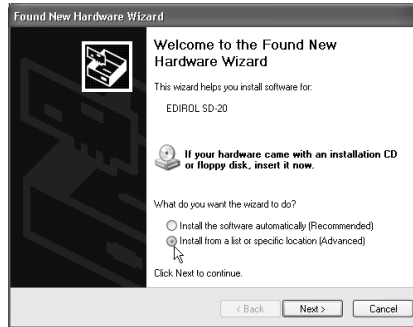 Found New Hardware Wizard
Welcome to the Found New
Hardware Wizard
This wizard helps you install software for:
EDIROL SD-20
If your hardware came with an installation CD
or floppy disk, insert it now.
What do you want the wizard to do?
Install the software automatically (Recommended)
Install from a list or specific location (Advanced)
Click Next to continue.
< Back
Next >
Cancel